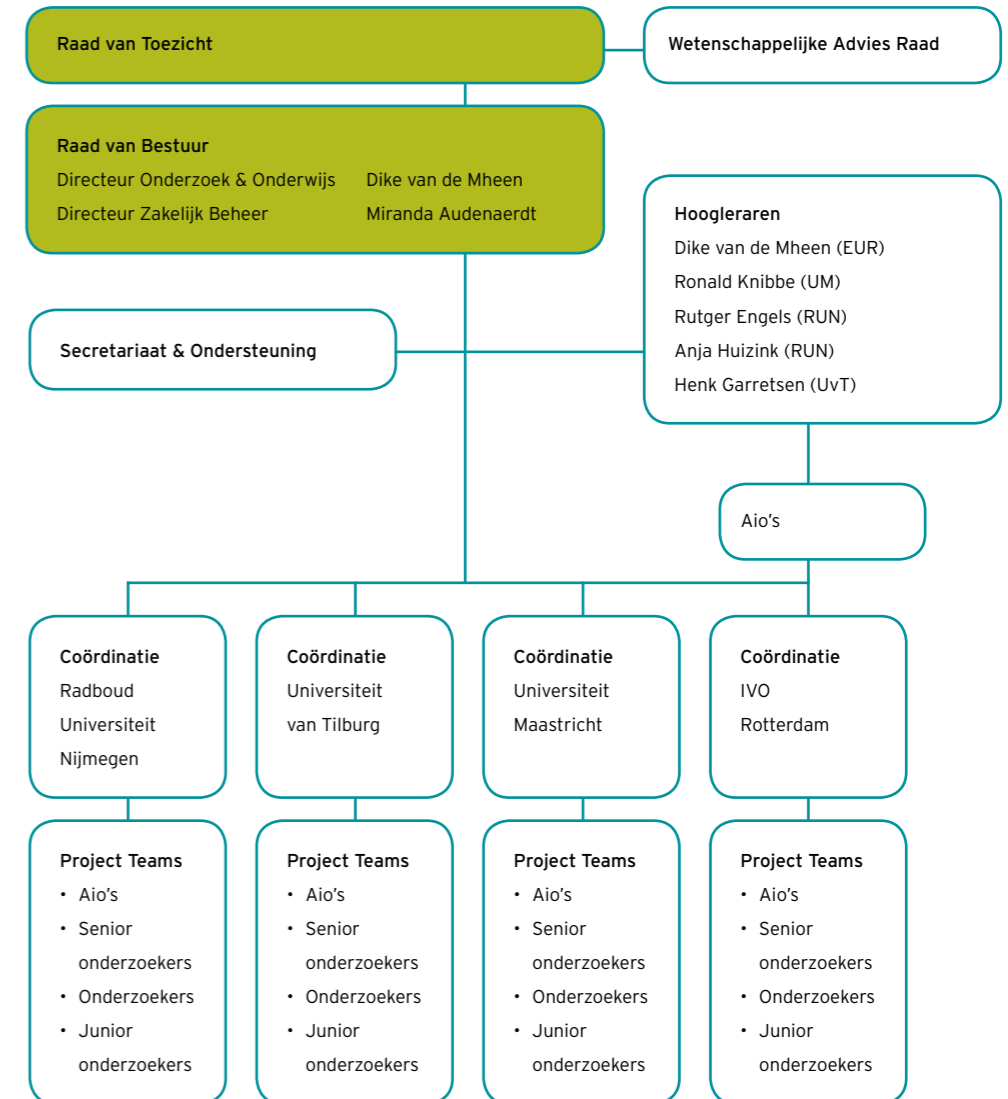 Raad van Toezicht
Wetenschappelijke Advies Raad
Raad van Bestuur
Directeur Onderzoek & Onderwijs Dike van de Mheen
Directeur Zakelijk Beheer Miranda Audenaerdt
Hoogleraren
Dike van de Mheen (EUR)
Ronald Knibbe (UM)
Rutger Engels (RUN)
Anja Huizink (RUN)
Henk Garretsen (UvT)
Secretariaat & Ondersteuning
Aio's
Coördinatie
Radboud
Universiteit
Nijmegen
Coördinatie
Universiteit
van Tilburg
Coördinatie
Universiteit
Maastricht
Coördinatie
IVO
Rotterdam
Project Teams
• Aio's
• Senior
onderzoekers
• Onderzoekers
• Junior
onderzoekers
Project Teams
• Aio's
• Senior
onderzoekers
• Onderzoekers
• Junior
onderzoekers
Project Teams
• Aio's
• Senior
onderzoekers
• Onderzoekers
• Junior
onderzoekers
Project Teams
• Aio's
• Senior
onderzoekers
• Onderzoekers
• Junior
onderzoekers